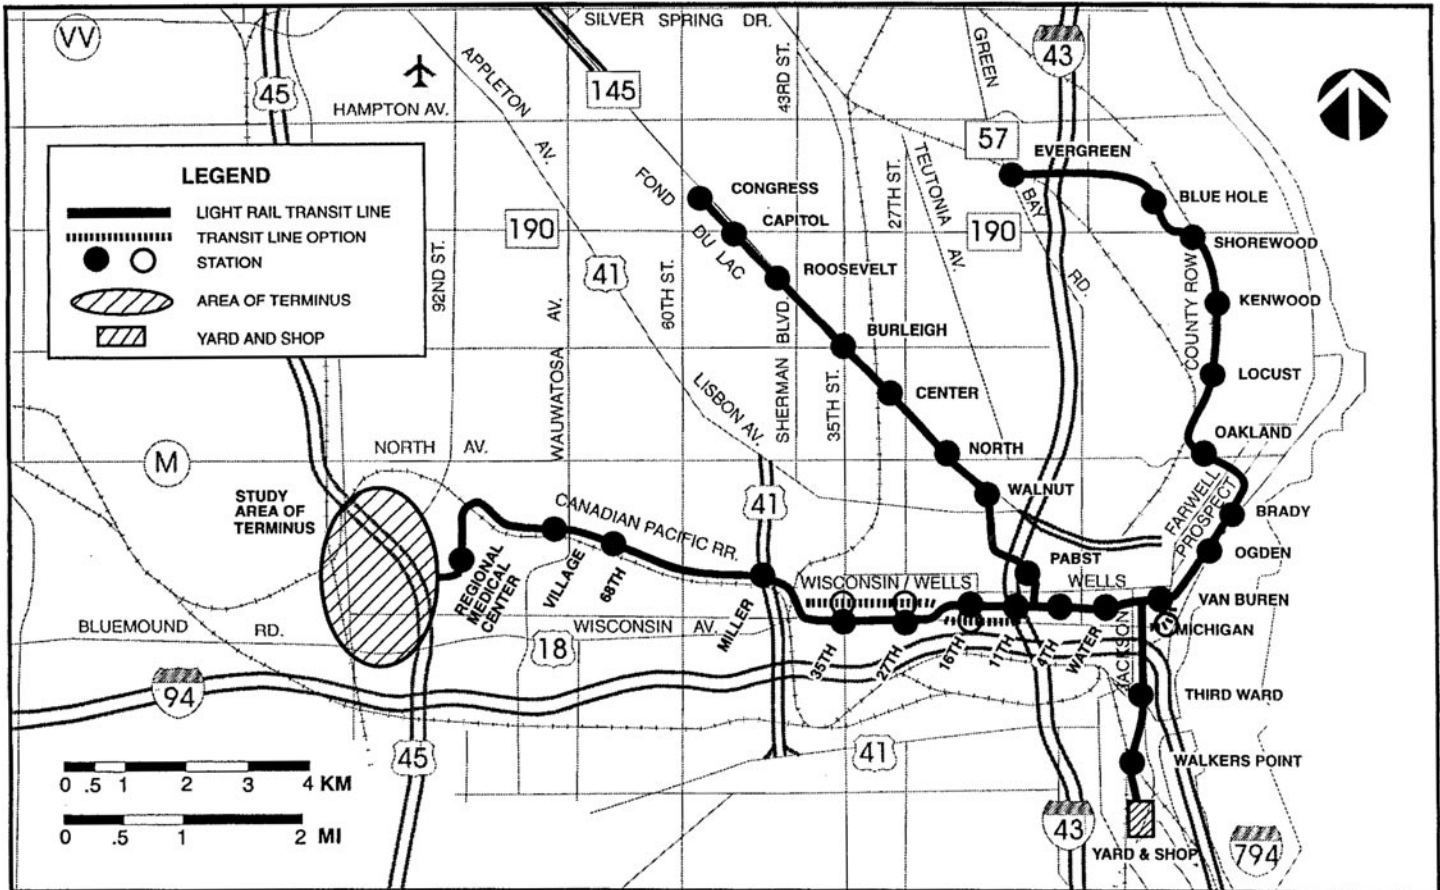 SILVER SPRING DR.
VV
45
145
43
HAMPTON AV.
APPLETON
AV.
43RD ST.
GREEN
BAY
RD.
57
EVERGREEN
LEGEND
LIGHT RAIL TRANSIT LINE
TRANSIT LINE OPTION
STATION
AREA OF TERMINUS
YARD AND SHOP
92ND ST.
190
41
FOND
DU LAC
CONGRESS
CAPITOL
ROOSEVELT
BURLEIGH
CENTER
NORTH
WALNUT
PABST
27TH ST.
TEUTONIA
AV.
190
BLUE HOLE
SHOREWOOD
KENWOOD
LOCUST
OAKLAND
BRADY
OGDEN
VAN BUREN
MICHIGAN
COUNTY ROW
FARWELL
PROSPECT
60TH ST.
WAUWATOSA AV.
LISBON AV.
SHERMAN BLVD.
35TH ST.
NORTH AV.
M
STUDY
AREA OF
TERMINUS
CANADIAN PACIFIC RR.
41
WISCONSIN / WELLS
WELLS
REGIONAL
MEDICAL
CENTER
VILLAGE
68TH
MILLER
35TH
27TH
16TH
11TH
4TH
WATER
JACKSON
BLUEMOUND RD.
18
WISCONSIN AV.
94
THIRD WARD
WALKERS POINT
45
41
43
YARD & SHOP
794
0 .5 1 2 3 4 KM
0 .5 1 2 MI